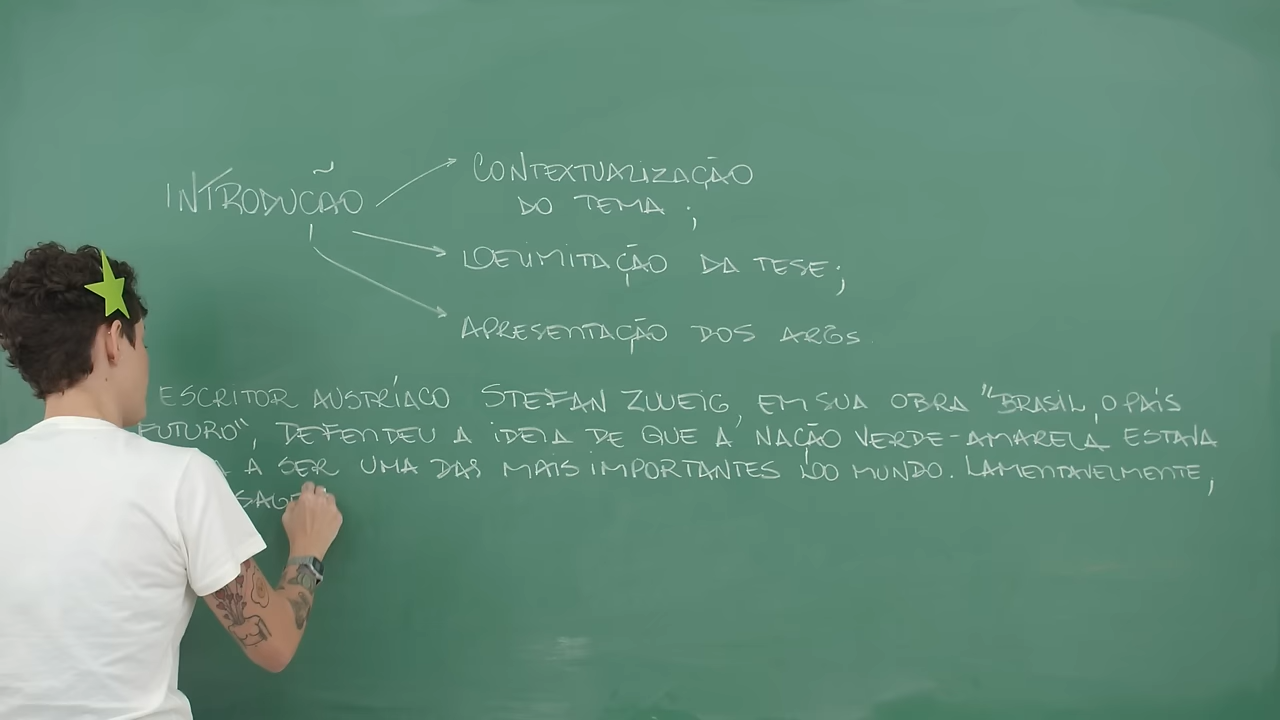 INTRODUCÃO
CONTEXTUALIZAÇÃO
DO TEMA ;
DELIMITAÇÃO DA TESE;
APRESENTAÇÃO DOS ARGS.
ESCRITOR AUSTRÍACO STEFAN ZWEIG, EM SUA OBRA "BRASIL, O PAÍS
FUTURO", DEFENDEU A IDEIA DE QUE A NAÇÃO VERDE-AMARELA ESTAVA
A SER UMA DAS MAIS IMPORTANTES DO MUNDO. LAMENTAVELMENTE,